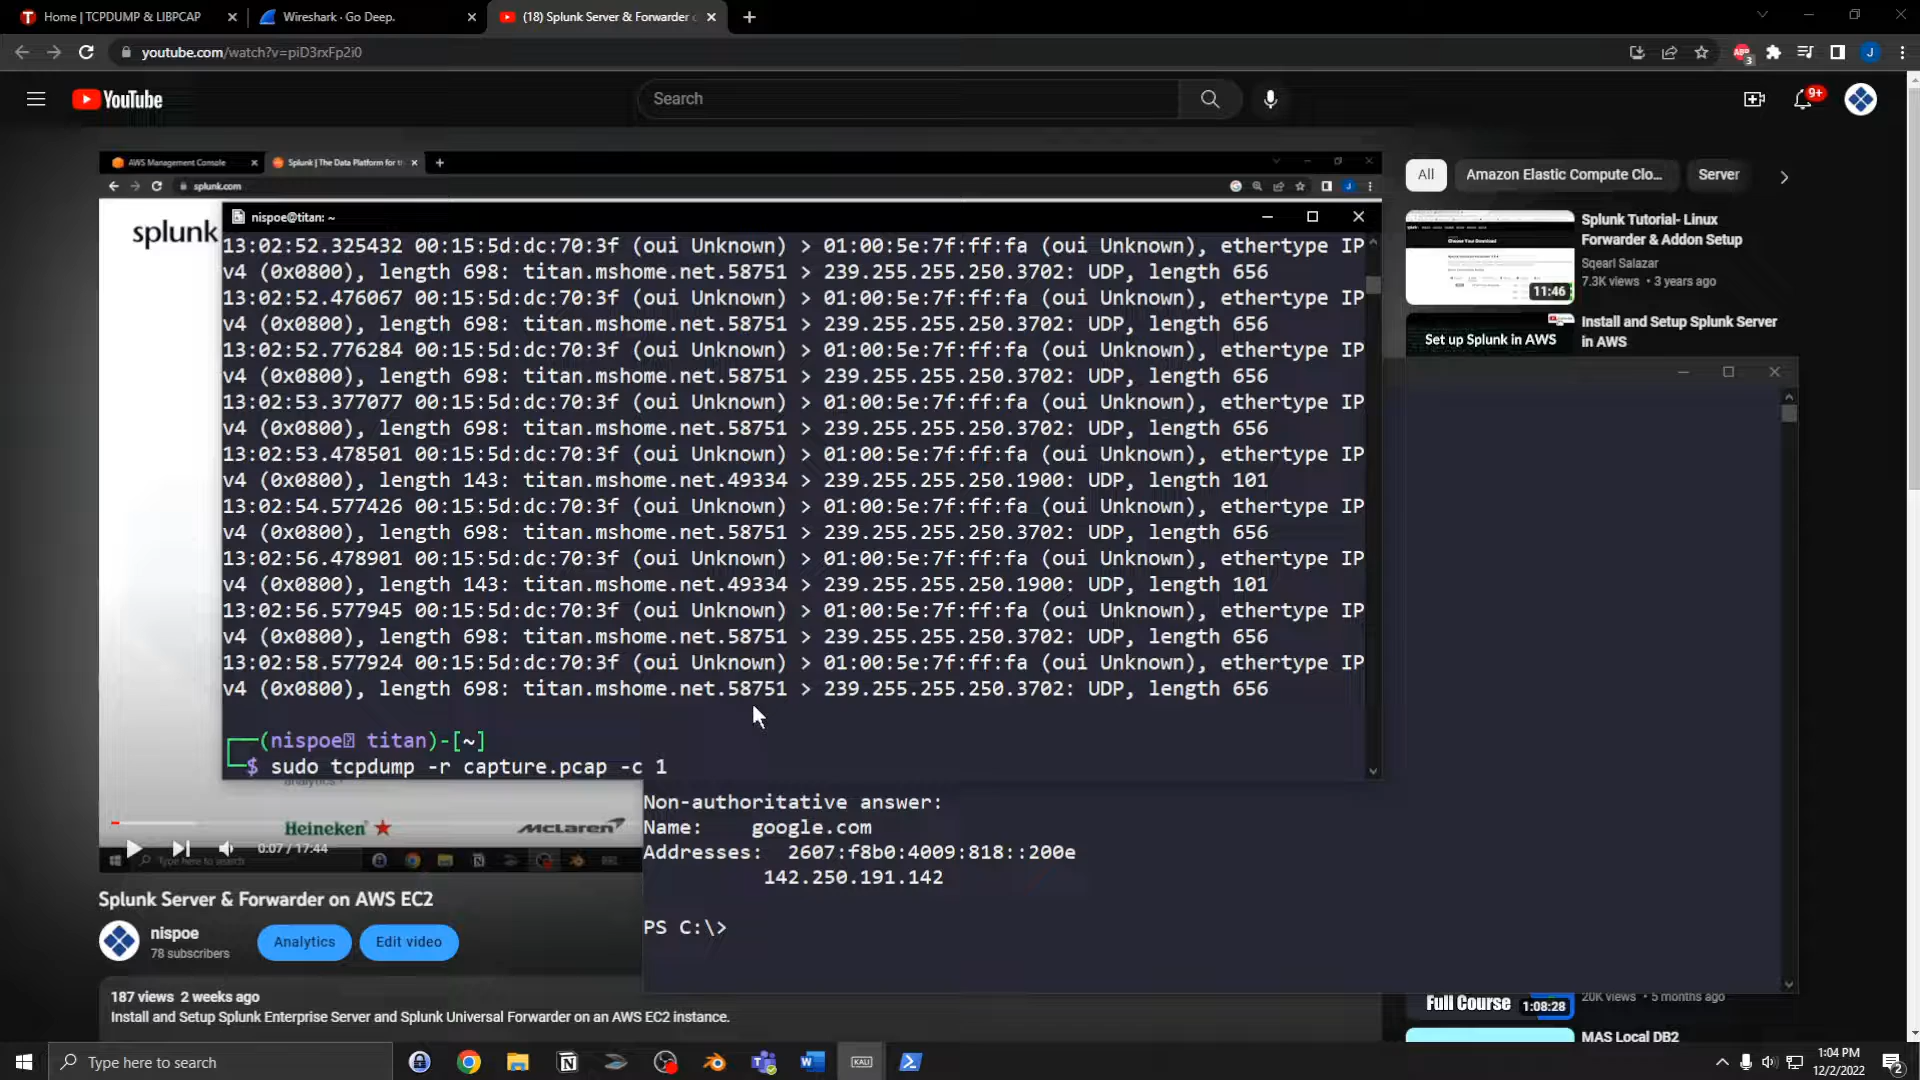 Home | TCPDUMP & LIBPCAP
Wireshark · Go Deep.
(18) Splunk Server & Forwarder
youtube.com/watch?v=piD3rxFp2i0
ABP
3
J
YouTube
Search
9+
AWS Management Console
Splunk | The Data Platform for t
splunk.com
J
splunk
nispoe@titan: ~
13:02:52.325432 00:15:5d:dc:70:3f (oui Unknown) > 01:00:5e:7f:ff:fa (oui Unknown), ethertype IP
v4 (0x0800), length 698: titan.mshome.net.58751 > 239.255.255.250.3702: UDP, length 656
13:02:52.476067 00:15:5d:dc:70:3f (oui Unknown) > 01:00:5e:7f:ff:fa (oui Unknown), ethertype IP
v4 (0x0800), length 698: titan.mshome.net.58751 > 239.255.255.250.3702: UDP, length 656
13:02:52.776284 00:15:5d:dc:70:3f (oui Unknown) > 01:00:5e:7f:ff:fa (oui Unknown), ethertype IP
v4 (0x0800), length 698: titan.mshome.net.58751 > 239.255.255.250.3702: UDP, length 656
13:02:53.377077 00:15:5d:dc:70:3f (oui Unknown) > 01:00:5e:7f:ff:fa (oui Unknown), ethertype IP
v4 (0x0800), length 698: titan.mshome.net.58751 > 239.255.255.250.3702: UDP, length 656
13:02:53.478501 00:15:5d:dc:70:3f (oui Unknown) > 01:00:5e:7f:ff:fa (oui Unknown), ethertype IP
v4 (0x0800), length 143: titan.mshome.net.49334 > 239.255.255.250.1900: UDP, length 101
13:02:54.577426 00:15:5d:dc:70:3f (oui Unknown) > 01:00:5e:7f:ff:fa (oui Unknown), ethertype IP
v4 (0x0800), length 698: titan.mshome.net.58751 > 239.255.255.250.3702: UDP, length 656
13:02:56.478901 00:15:5d:dc:70:3f (oui Unknown) > 01:00:5e:7f:ff:fa (oui Unknown), ethertype IP
v4 (0x0800), length 143: titan.mshome.net.49334 > 239.255.255.250.1900: UDP, length 101
13:02:56.577945 00:15:5d:dc:70:3f (oui Unknown) > 01:00:5e:7f:ff:fa (oui Unknown), ethertype IP
v4 (0x0800), length 698: titan.mshome.net.58751 > 239.255.255.250.3702: UDP, length 656
13:02:58.577924 00:15:5d:dc:70:3f (oui Unknown) > 01:00:5e:7f:ff:fa (oui Unknown), ethertype IP
v4 (0x0800), length 698: titan.mshome.net.58751 > 239.255.255.250.3702: UDP, length 656
(nispoe titan)-[~]
$ sudo tcpdump -r capture.pcap -c 1
analytics.
Non-authoritative answer:
Name: google.com
Addresses: 2607:f8b0:4009:818::200e
142.250.191.142
PS C:\>
Heineken
McLaren
0:07 / 17:44
Type here to search
Splunk Server & Forwarder on AWS EC2
nispoe
78 subscribers
Analytics
Edit video
187 views 2 weeks ago
Install and Setup Splunk Enterprise Server and Splunk Universal Forwarder on an AWS EC2 instance.
All
Amazon Elastic Compute Clo...
Server
Splunk Tutorial- Linux
Forwarder & Addon Setup
Sqearl Salazar
7.3K views • 3 years ago
11:46
Set up Splunk in AWS
Install and Setup Splunk Server
in AWS
Full Course
1:08:28
20K views • 5 months ago
MAS Local DB2
Type here to search
KALI
1:04 PM
12/2/2022
2